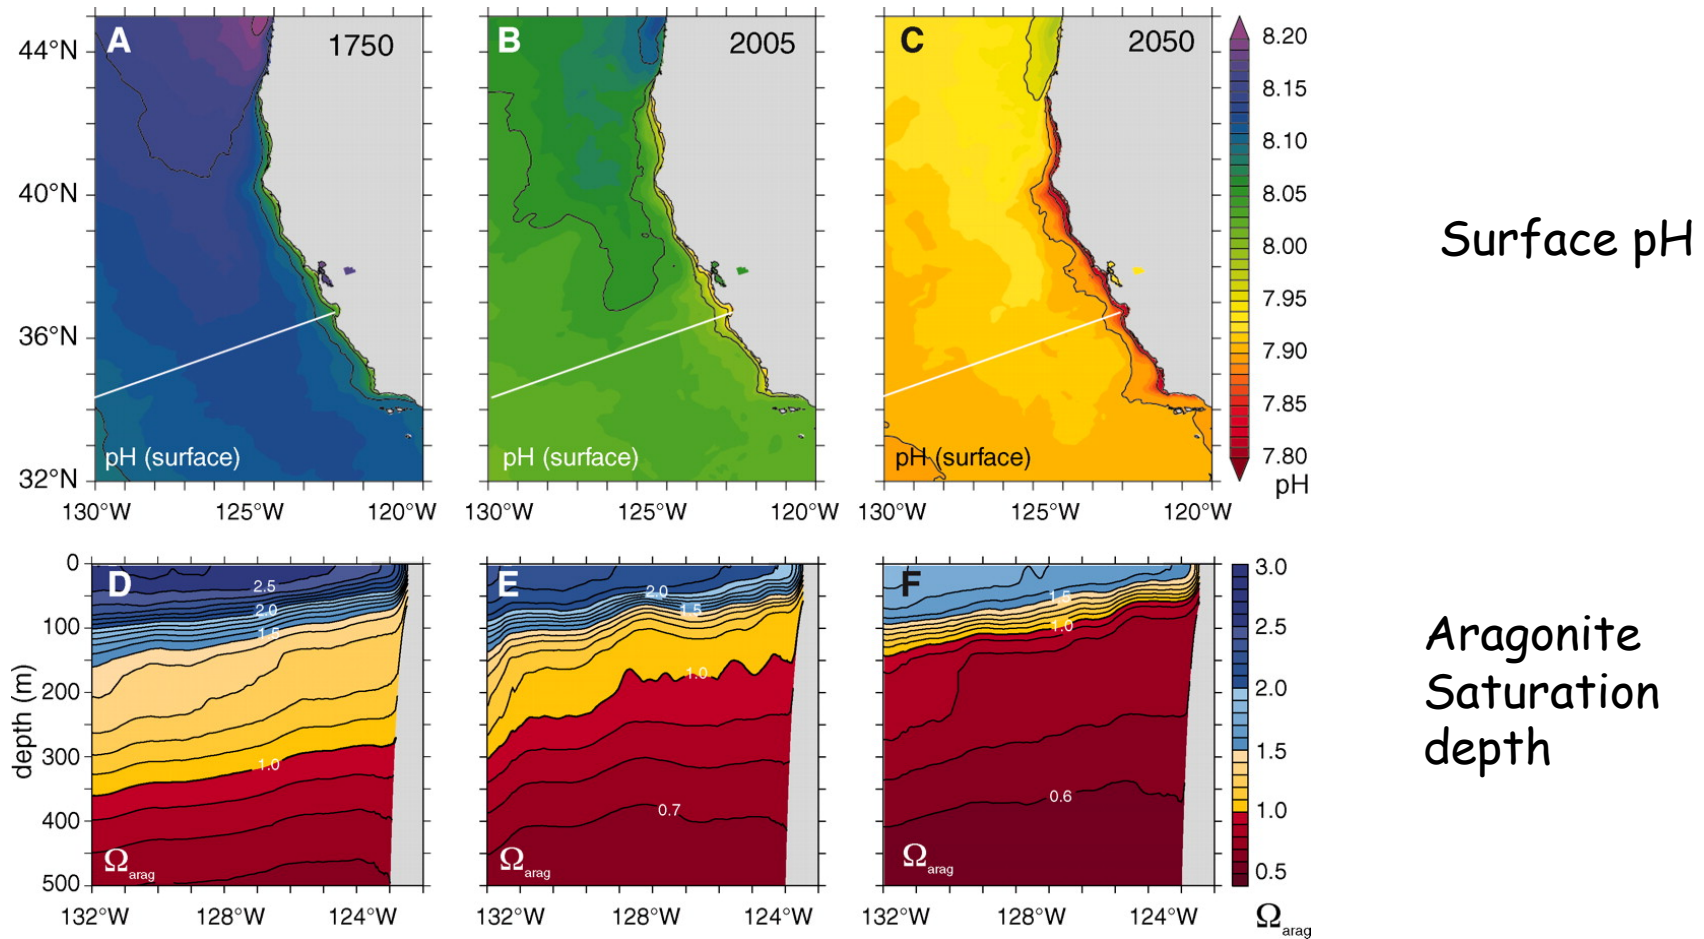 A
1750
B
2005
C
2050
44°N
40°N
36°N
32°N
pH (surface)
pH (surface)
pH (surface)
130°W
125°W
120°W
130°W
125°W
120°W
130°W
125°W
120°W
8.20
8.15
8.10
8.05
8.00
7.95
7.90
7.85
7.80
pH
Surface pH
D
E
F
0
100
200
300
400
500
depth (m)
2.5
2.0
1.5
1.0
2.0
1.5
1.0
0.7
1.5
1.0
0.6
Ωarag
Ωarag
Ωarag
132°W
128°W
124°W
132°W
128°W
124°W
132°W
128°W
124°W
3.0
2.5
2.0
1.5
1.0
0.5
Ωarag
Aragonite
Saturation
depth